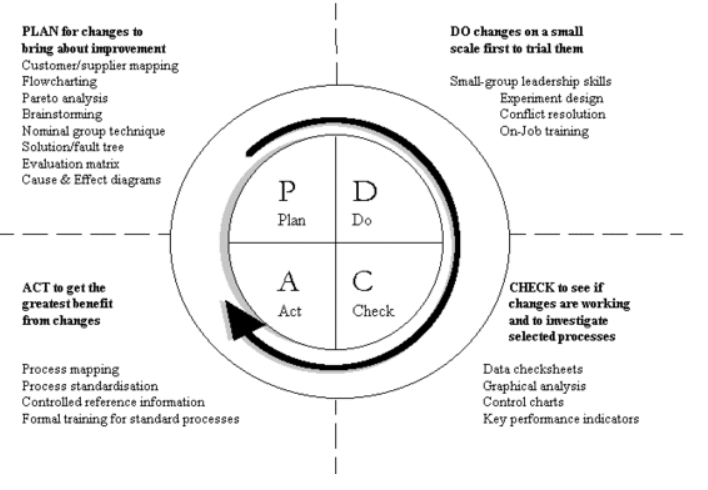 PLAN for changes to
bring about improvement
Customer/supplier mapping
Flowcharting
Pareto analysis
Brainstorming
Nominal group technique
Solution/fault tree
Evaluation matrix
Cause & Effect diagrams
DO changes on a small
scale first to trial them
Small-group leadership skills
Experiment design
Conflict resolution
On-Job training
P
Plan
D
Do
A
Act
C
Check
ACT to get the
greatest benefit
from changes
Process mapping
Process standardisation
Controlled reference information
Formal training for standard processes
CHECK to see if
changes are working
and to investigate
selected processes
Data checksheets
Graphical analysis
Control charts
Key performance indicators